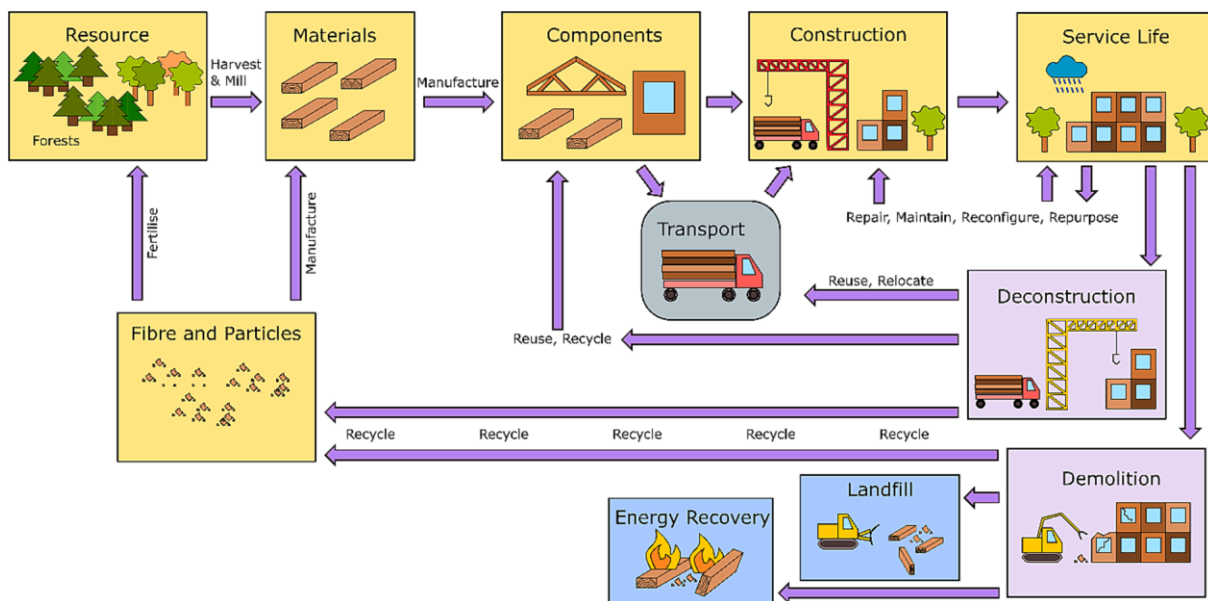 Resource
Forests
Harvest
& Mill
Materials
Manufacture
Components
Construction
Service Life
Fertilise
Manufacture
Transport
Repair, Maintain, Reconfigure, Repurpose
Reuse, Relocate
Deconstruction
Fibre and Particles
Reuse, Recycle
Recycle Recycle Recycle Recycle Recycle
Demolition
Landfill
Energy Recovery